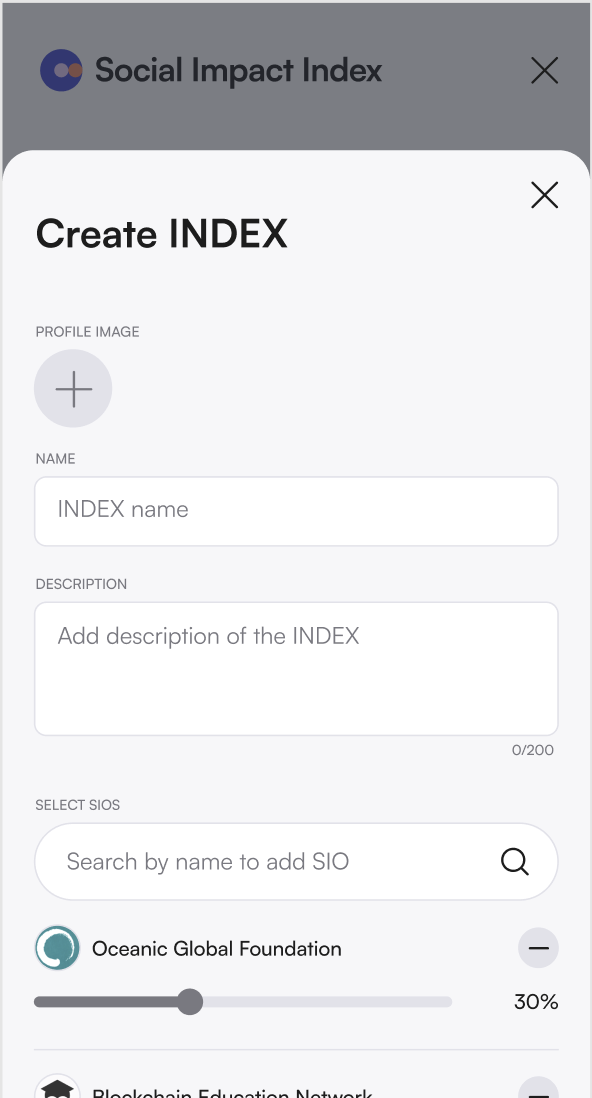 Social Impact Index
Create INDEX
PROFILE IMAGE
NAME
INDEX name
DESCRIPTION
Add description of the INDEX
0/200
SELECT SIOS
Search by name to add SIO
Oceanic Global Foundation
30%
Blockchain Education Network